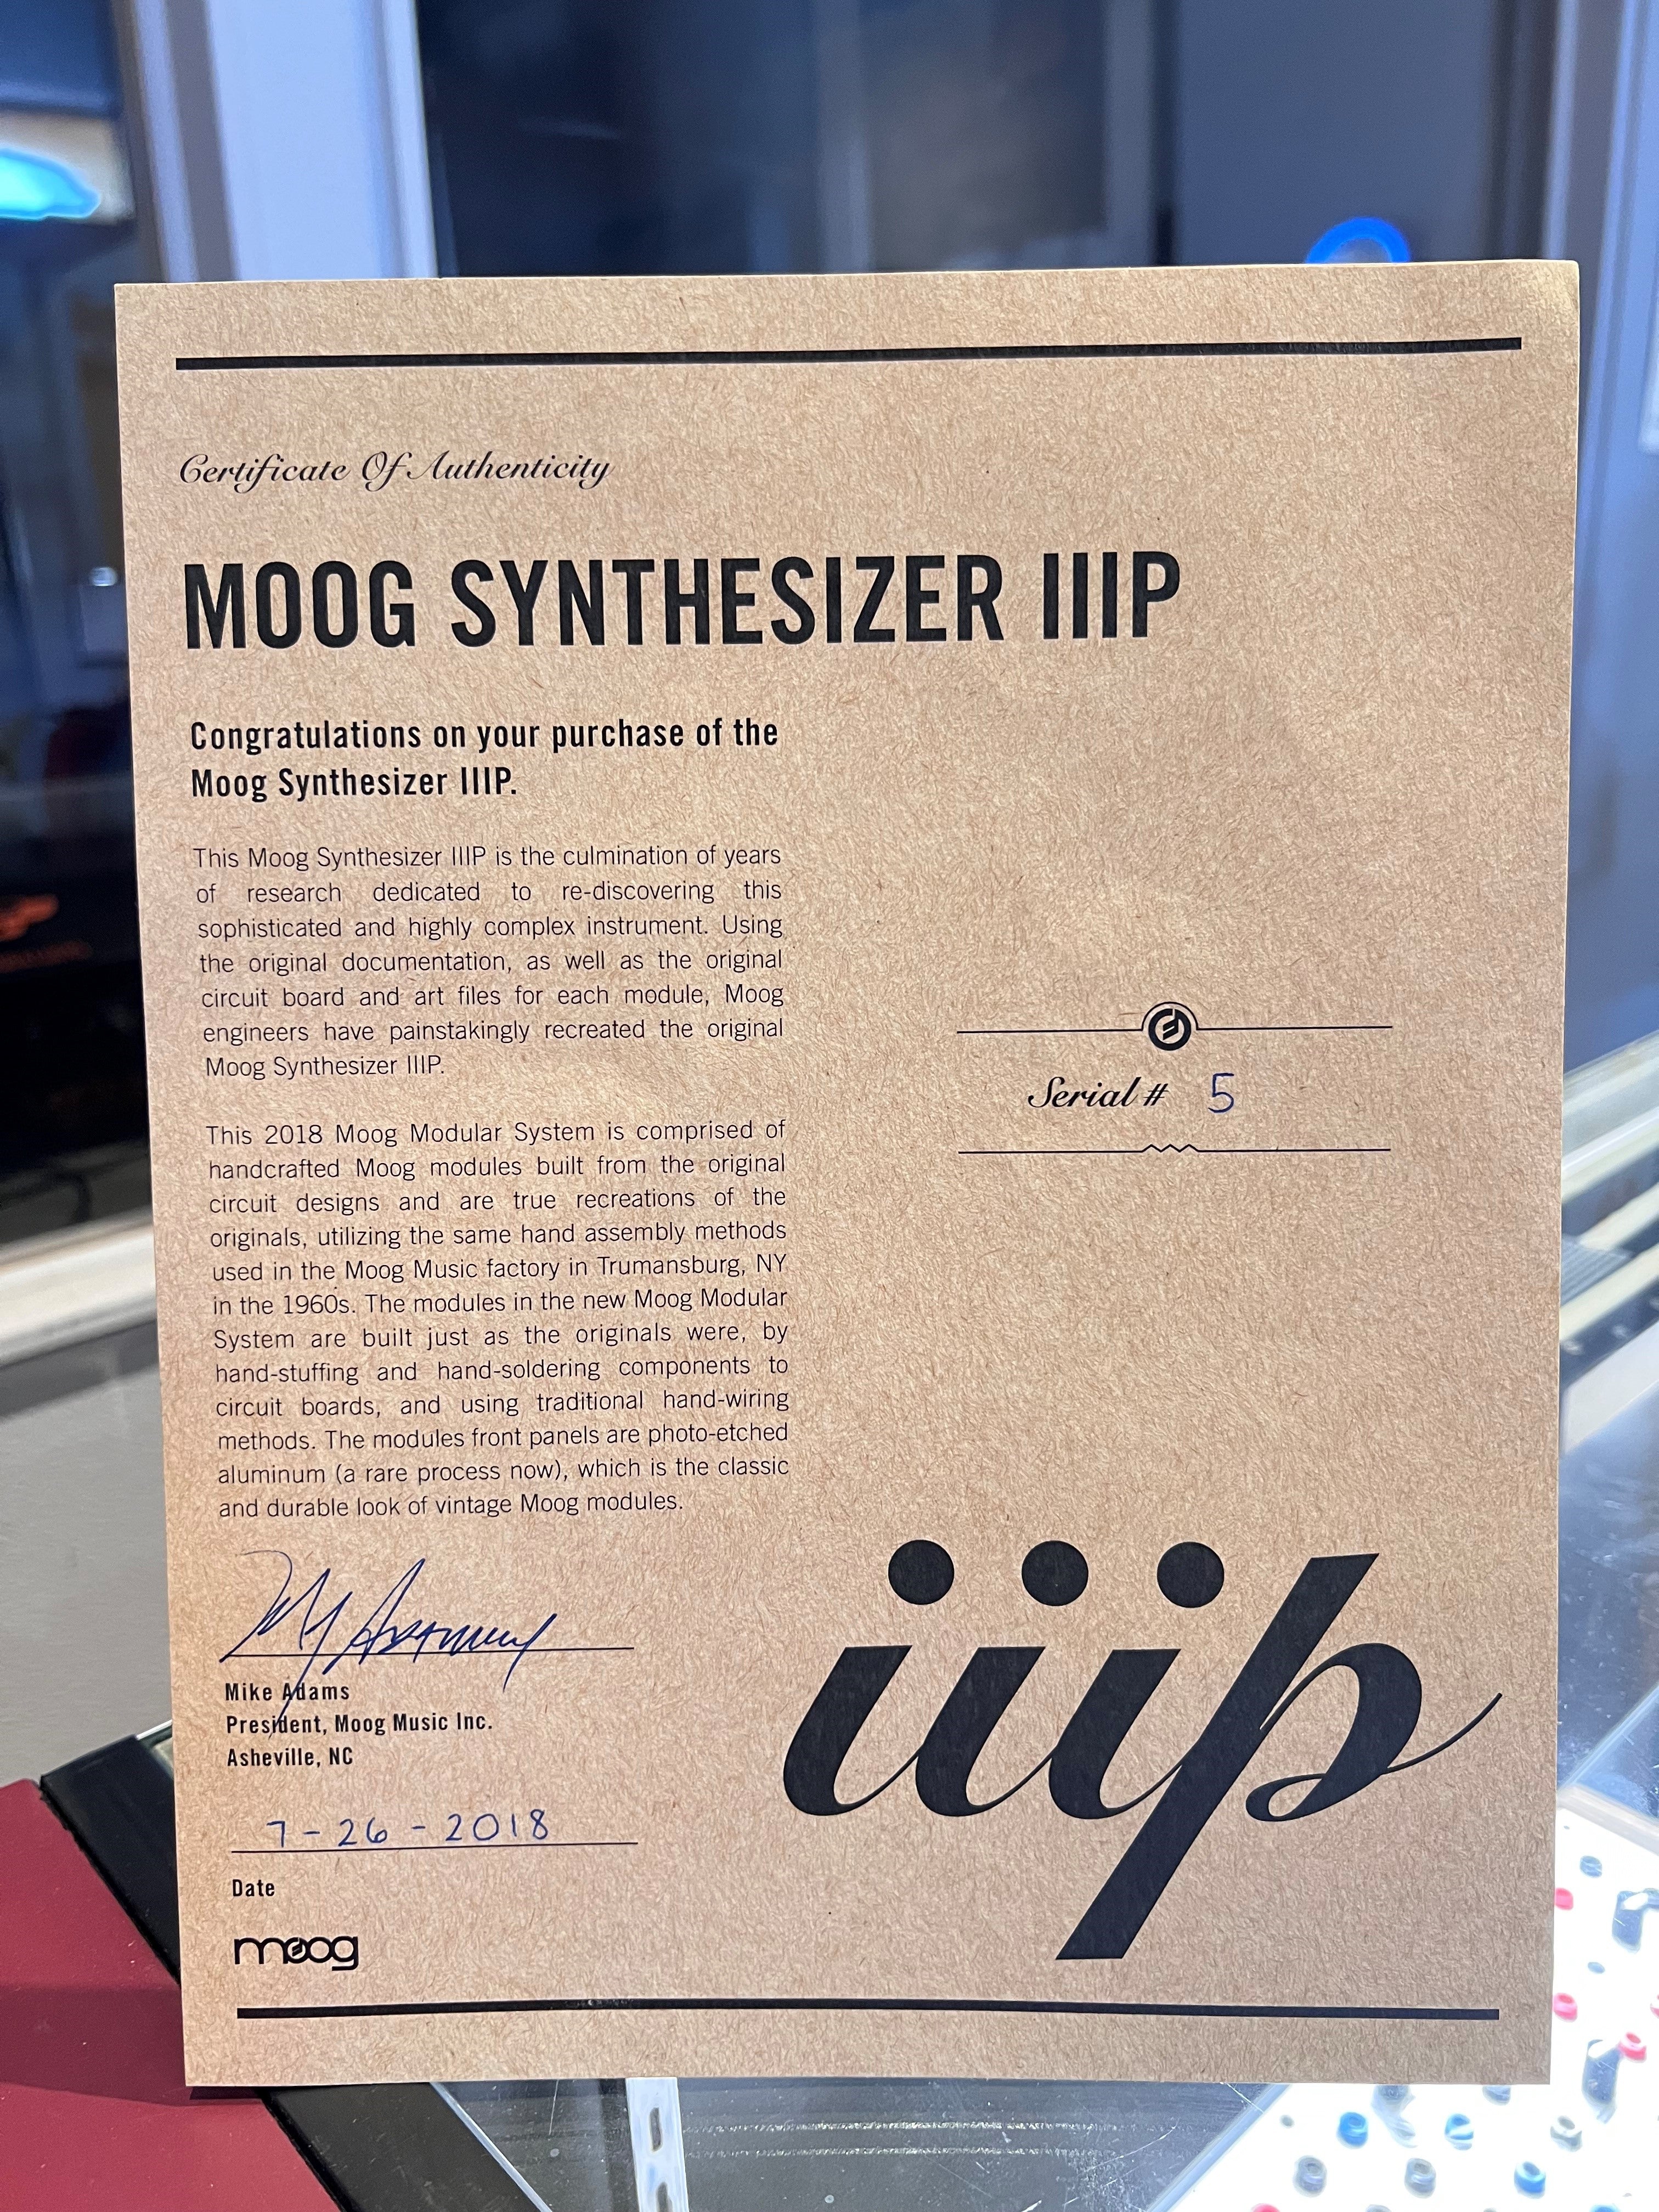 Certificate Of Authenticity
MOOG SYNTHESIZER IIIP
Congratulations on your purchase of the
Moog Synthesizer IIIP.
This Moog Synthesizer IIIP is the culmination of years
of research dedicated to re-discovering this
sophisticated and highly complex instrument. Using
the original documentation, as well as the original
circuit board and art files for each module, Moog
engineers have painstakingly recreated the original
Moog Synthesizer IIIP.
This 2018 Moog Modular System is comprised of
handcrafted Moog modules built from the original
circuit designs and are true recreations of the
originals, utilizing the same hand assembly methods
used in the Moog Music factory in Trumansburg, NY
in the 1960s. The modules in the new Moog Modular
System are built just as the originals were, by
hand-stuffing and hand-soldering components to
circuit boards, and using traditional hand-wiring
methods. The modules front panels are photo-etched
aluminum (a rare process now), which is the classic
and durable look of vintage Moog modules.
Serial # 5
Mike Adams
President, Moog Music Inc.
Asheville, NC
7-26-2018
Date
moog
iiip